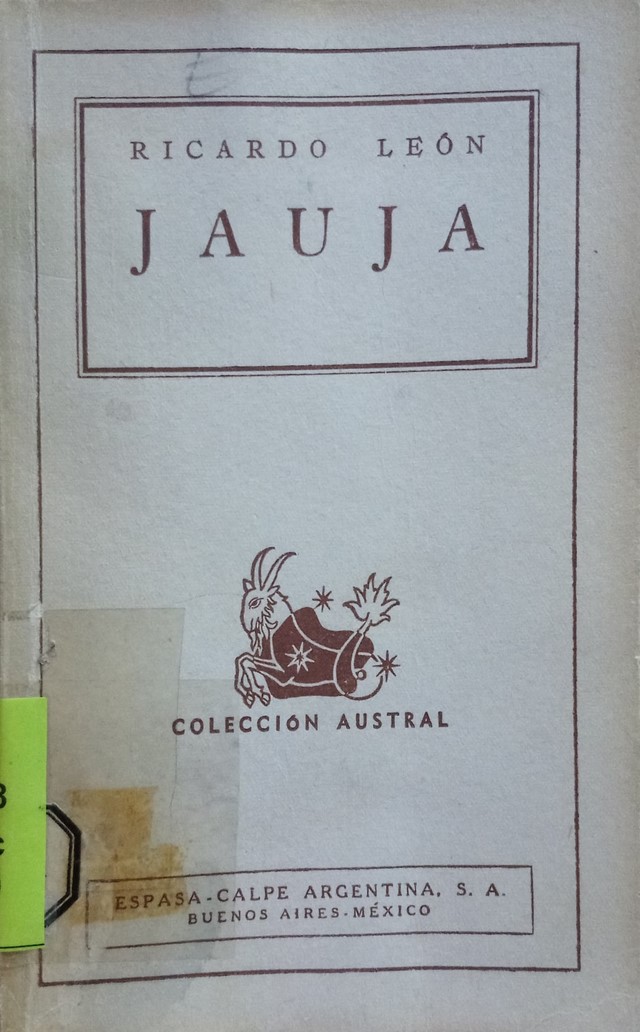 RICARDO LEÓN
JAUJA
COLECCIÓN AUSTRAL
ESPASA-CALPE ARGENTINA, S. A.
BUENOS AIRES-MÉXICO